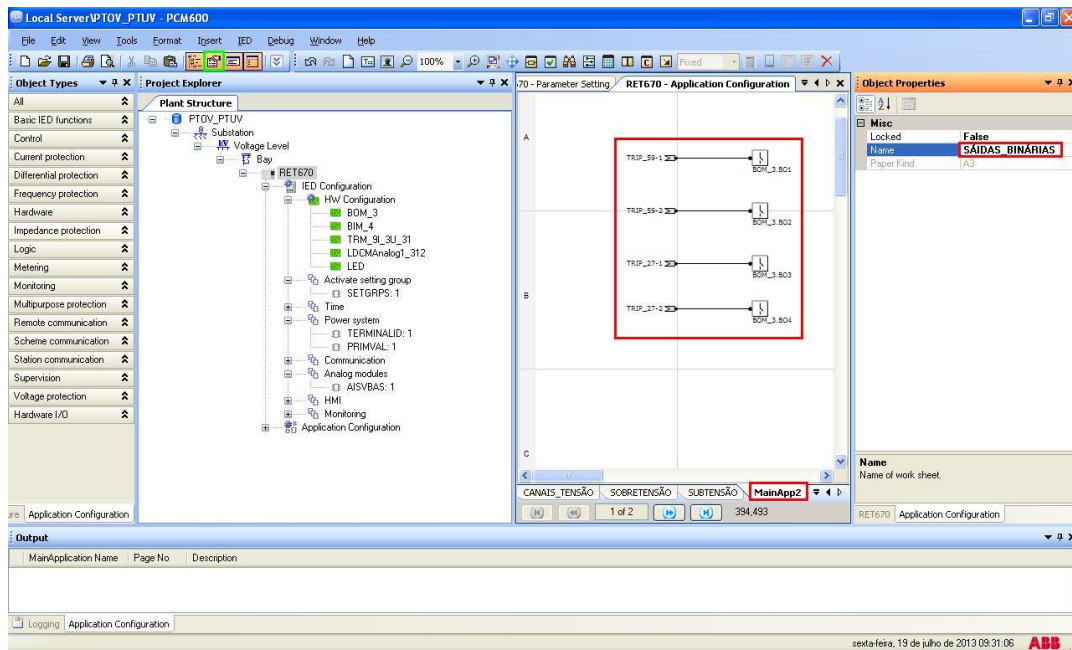 Local Server\PTOV_PTUV - PCM600
File Edit View Tools Format Insert IED Debug Window Help
100%
Fixed
Object Types
All
Basic IED functions
Control
Current protection
Differential protection
Frequency protection
Hardware
Impedance protection
Logic
Metering
Monitoring
Multipurpose protection
Remote communication
Scheme communication
Station communication
Supervision
Voltage protection
Hardware I/O
Application Configuration
Project Explorer
Plant Structure
PTOV_PTUV
Substation
Voltage Level
Bay
RET670
IED Configuration
HW Configuration
BOM_3
BIM_4
TRM_9I_3U_31
LDCMAnalog1_312
LED
Activate setting group
SETGRPS: 1
Time
Power system
TERMINALID: 1
PRIMVAL: 1
Communication
Analog modules
AISVBAS: 1
HMI
Monitoring
Application Configuration
70 - Parameter Setting RET670 - Application Configuration
A
TRIP_59-1 BOM_3.BO1
TRIP_59-2 BOM_3.BO2
TRIP_27-1 BOM_3.BO3
B
TRIP_27-2 BOM_3.BO4
C
CANAIS_TENSÃO SOBRETENSÃO SUBTENSÃO MainApp2
1 of 2 394,493
Object Properties
Misc
Locked False
Name SÁIDAS_BINÁRIAS
Paper Kind A3
Name
Name of work sheet.
RET670 Application Configuration
Output
MainApplication Name Page No Description
Logging Application Configuration
sexta-feira, 19 de julho de 2013 09:31:06 ABB